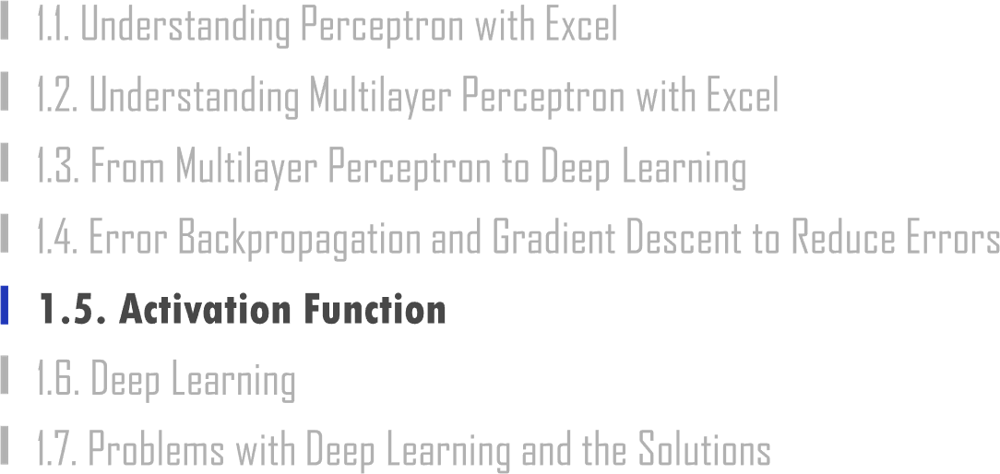 1.1. Understanding Perceptron with Excel
1.2. Understanding Multilayer Perceptron with Excel
1.3. From Multilayer Perceptron to Deep Learning
1.4. Error Backpropagation and Gradient Descent to Reduce Errors
1.5. Activation Function
1.6. Deep Learning
1.7. Problems with Deep Learning and the Solutions